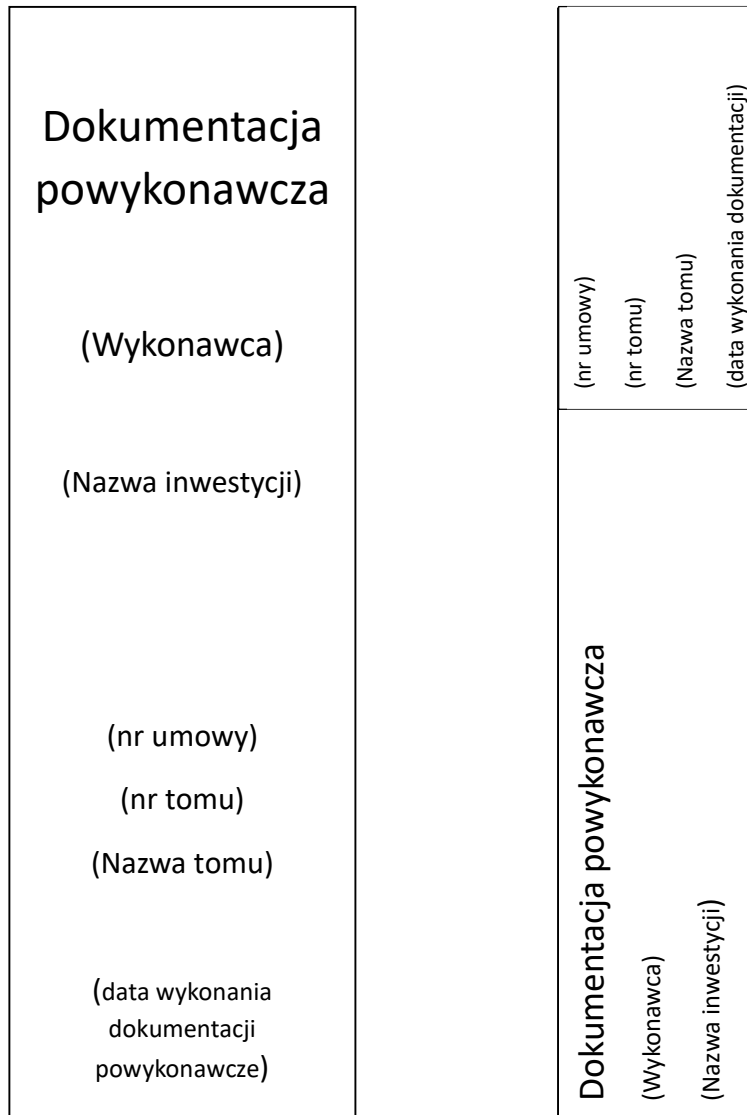 Dokumentacja
powykonawcza
(Wykonawca)
(Nazwa inwestycji)
(nr umowy)
(nr tomu)
(Nazwa tomu)
(data wykonania
dokumentacji
powykonawcze)
(nr umowy)
(nr tomu)
(Nazwa tomu)
(data wykonania dokumentacji)
Dokumentacja powykonawcza
(Wykonawca)
(Nazwa inwestycji)